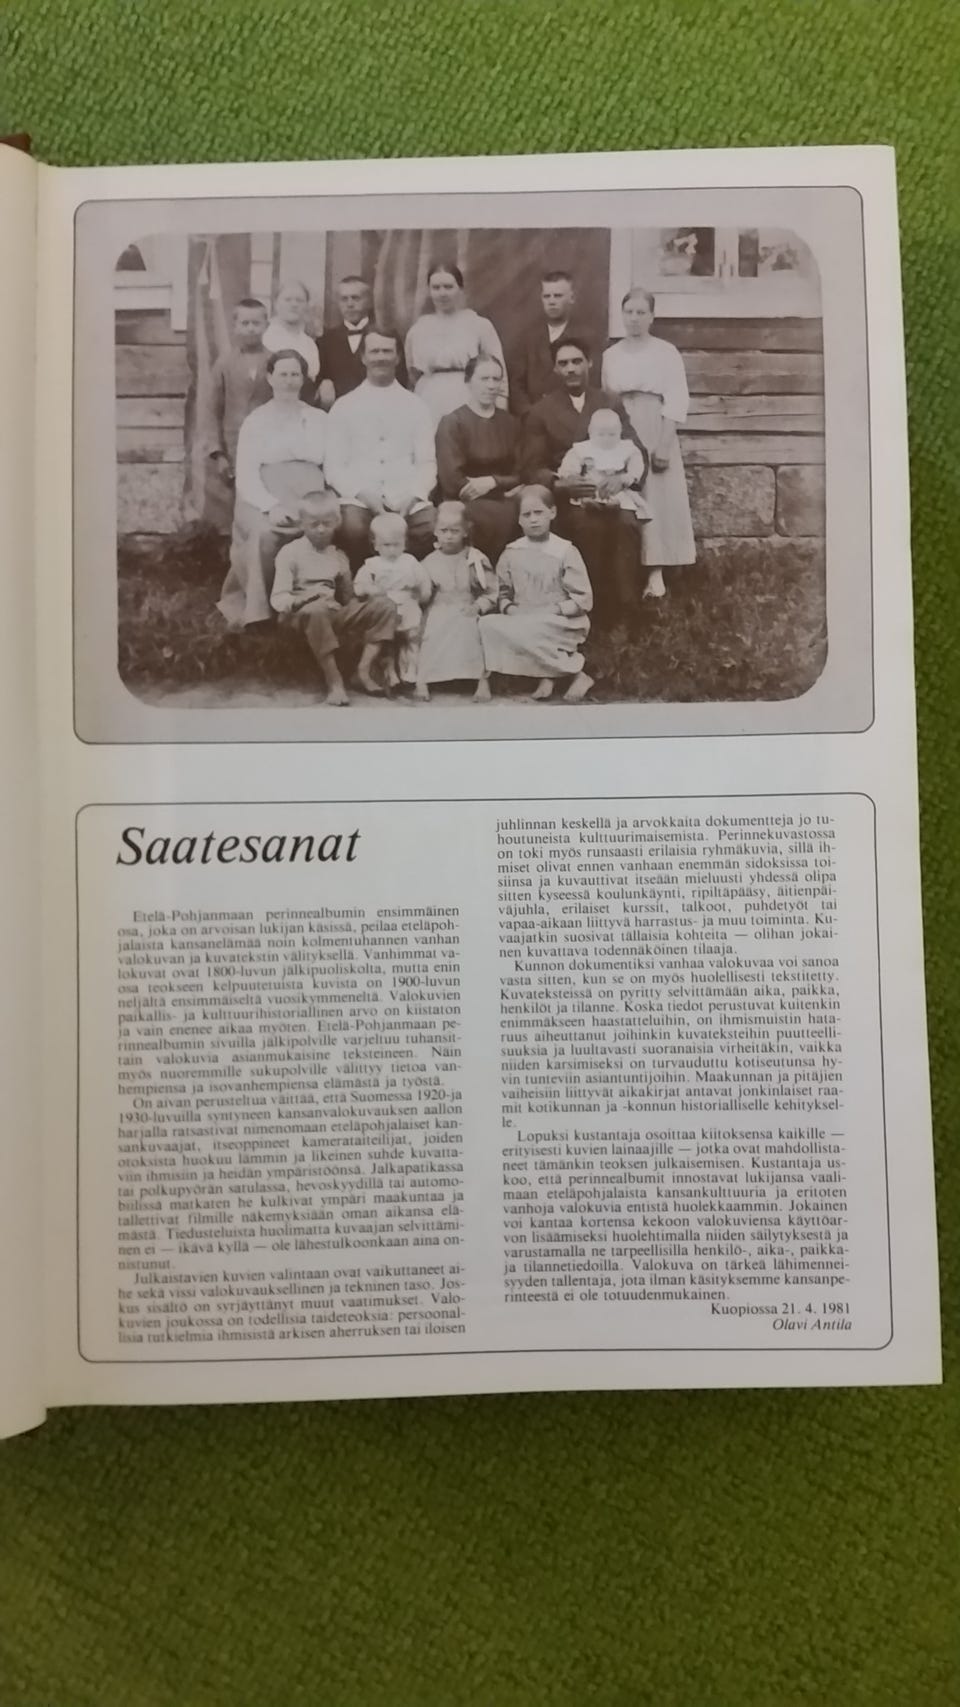 Saatesanat
Etelä-Pohjanmaan perinnealbumin ensimmäinen
osa, joka on arvoisan lukijan käsissä, peilaa eteläpoh-
jalaista kansanelämää noin kolmentuhannen vanhan
valokuvan ja kuvatekstin välityksellä. Vanhimmat va-
lokuvat ovat 1800-luvun jälkipuoliskolta, mutta enin
osa teokseen kelpuutetuista kuvista on 1900-luvun
neljältä ensimmäiseltä vuosikymmeneltä. Valokuvien
paikallis- ja kulttuurihistoriallinen arvo on kiistaton
ja vain enenee aikaa myöten. Etelä-Pohjanmaan pe-
rinnealbumin sivuilla jälkipolville varjeltuu tuhansit-
tain valokuvia asianmukaisine teksteineen. Näin
myös nuoremmille sukupolville välittyy tietoa van-
hempiensa ja isovanhempiensa elämästä ja työstä.
On aivan perusteltua väittää, että Suomessa 1920-ja
1930-luvuilla syntyneen kansanvalokuvauksen aallon
harjalla ratsastivat nimenomaan eteläpohjalaiset kan-
sankuvaajat, itseoppineet kamerataiteilijat, joiden
otoksista huokuu lämmin ja likeinen suhde kuvatta-
viin ihmisiin ja heidän ympäristöönsä. Jalkapatikassa
tai polkupyörän satulassa, hevoskyydillä tai automo-
biilissa matkaten he kulkivat ympäri maakuntaa ja
tallettivat filmille näkemyksiään oman aikansa elä-
mästä. Tiedusteluista huolimatta kuvaajan selvittämi-
nen ei — ikävä kyllä — ole lähestulkoonkaan aina on-
nistunut.
Julkaistavien kuvien valintaan ovat vaikuttaneet ai-
he sekä vissi valokuvauksellinen ja tekninen taso. Jos-
kus sisältö on syrjäyttänyt muut vaatimukset. Valo-
kuvien joukossa on todellisia taideteoksia: persoonal-
lisia tutkielmia ihmisistä arkisen aherruksen tai iloisen
juhlinnan keskellä ja arvokkaita dokumentteja jo tu-
houtuneista kulttuurimaisemista. Perinnekuvastossa
on toki myös runsaasti erilaisia ryhmäkuvia, sillä ih-
miset olivat ennen vanhaan enemmän sidoksissa toi-
siinsa ja kuvauttivat itseään mieluusti yhdessä olipa
sitten kyseessä koulunkäynti, ripiltäpääsy, äitienpäi-
väjuhla, erilaiset kurssit, talkoot, puhdetyöt tai
vapaa-aikaan liittyvä harrastus- ja muu toiminta. Ku-
vaajatkin suosivat tällaisia kohteita — olihan jokai-
nen kuvattava todennäköinen tilaaja.
Kunnon dokumentiksi vanhaa valokuvaa voi sanoa
vasta sitten, kun se on myös huolellisesti tekstitetty.
Kuvateksteissä on pyritty selvittämään aika, paikka,
henkilöt ja tilanne. Koska tiedot perustuvat kuitenkin
enimmäkseen haastatteluihin, on ihmismuistin hata-
ruus aiheuttanut joihinkin kuvateksteihin puutteelli-
suuksia ja luultavasti suoranaisia virheitäkin, vaikka
niiden karsimiseksi on turvauduttu kotiseutunsa hy-
vin tunteviin asiantuntijoihin. Maakunnan ja pitäjien
vaiheisiin liittyvät aikakirjat antavat jonkinlaiset raa-
mit kotikunnan ja -konnun historialliselle kehityksel-
le.
Lopuksi kustantaja osoittaa kiitoksensa kaikille —
erityisesti kuvien lainaajille — jotka ovat mahdollista-
neet tämänkin teoksen julkaisemisen. Kustantaja us-
koo, että perinnealbumit innostavat lukijansa vaali-
maan eteläpohjalaista kansankulttuuria ja eritoten
vanhoja valokuvia entistä huolekkaammin. Jokainen
voi kantaa kortensa kekoon valokuviensa käyttöar-
von lisäämiseksi huolehtimalla niiden säilytyksestä ja
varustamalla ne tarpeellisilla henkilö-, aika-, paikka-
ja tilannetiedoilla. Valokuva on tärkeä lähimennei-
syyden tallentaja, jota ilman käsityksemme kansanpe-
rinteestä ei ole totuudenmukainen.
Kuopiossa 21. 4. 1981
Olavi Antila